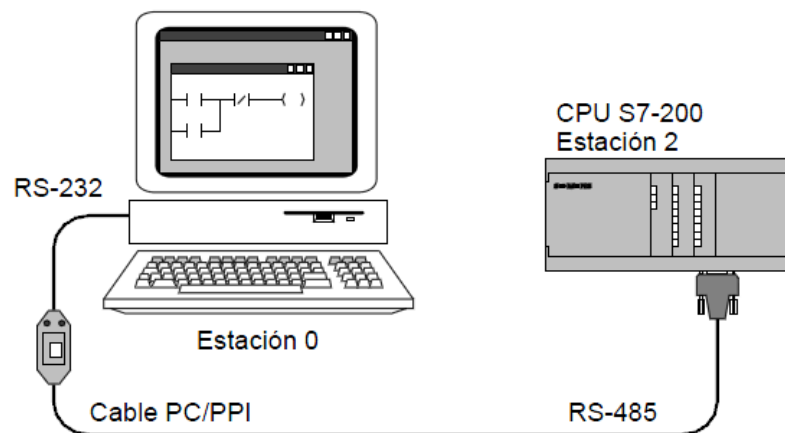 CPU S7-200
Estación 2
RS-232
Estación 0
Cable PC/PPI
RS-485